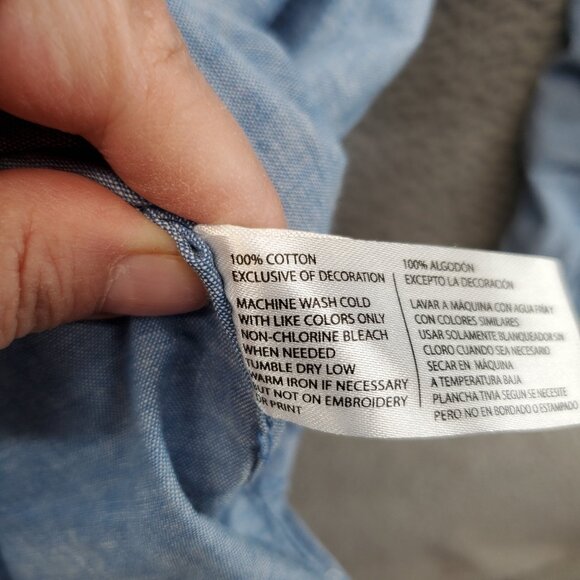 100% COTTON
EXCLUSIVE OF DECORATION
MACHINE WASH COLD
WITH LIKE COLORS ONLY
NON-CHLORINE BLEACH
WHEN NEEDED
TUMBLE DRY LOW
WARM IRON IF NECESSARY
BUT NOT ON EMBROIDERY
OR PRINT
100% ALGODÓN
EXCEPTO LA DECORACIÓN
LAVAR A MÁQUINA CON AGUA FRIA Y
CON COLORES SIMILARES
USAR SOLAMENTE BLANQUEADOR SIN
CLORO CUANDO SEA NECESARIO
SECAR EN MÁQUINA
A TEMPERATURA BAJA
PLANCHA TIVIA SEGUN SE NECESITE
PERO NO EN BORDADO O ESTAMPADO